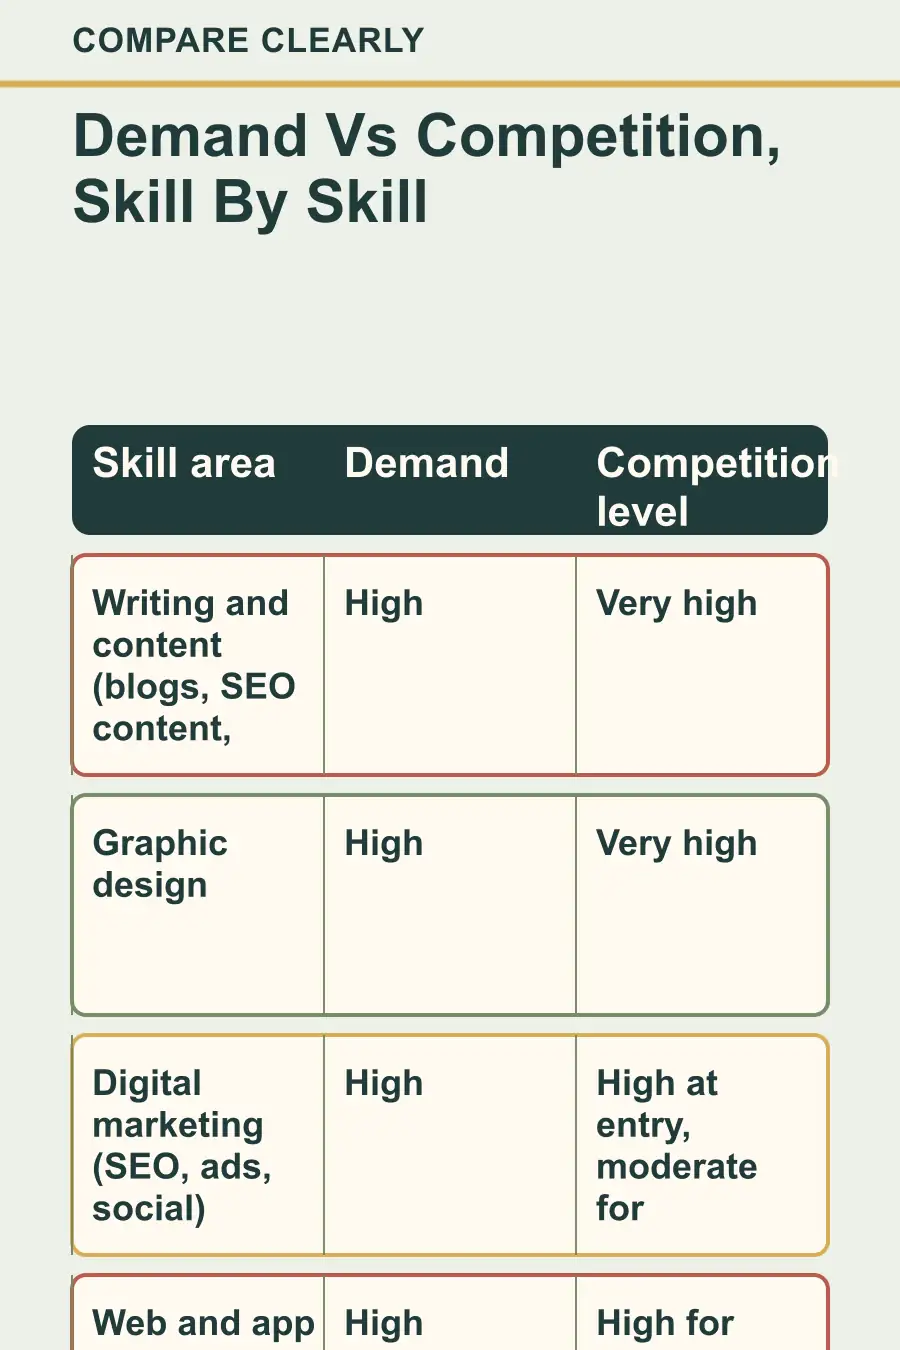 COMPARE CLEARLY
Demand Vs Competition,
Skill By Skill
Skill area
Demand
Competition
level
Writing and
content
(blogs, SEO
content,
High
Very high
Graphic
design
High
Very high
Digital
marketing
(SEO, ads,
social)
High
High at
entry,
moderate
for
Web and app
High
High for